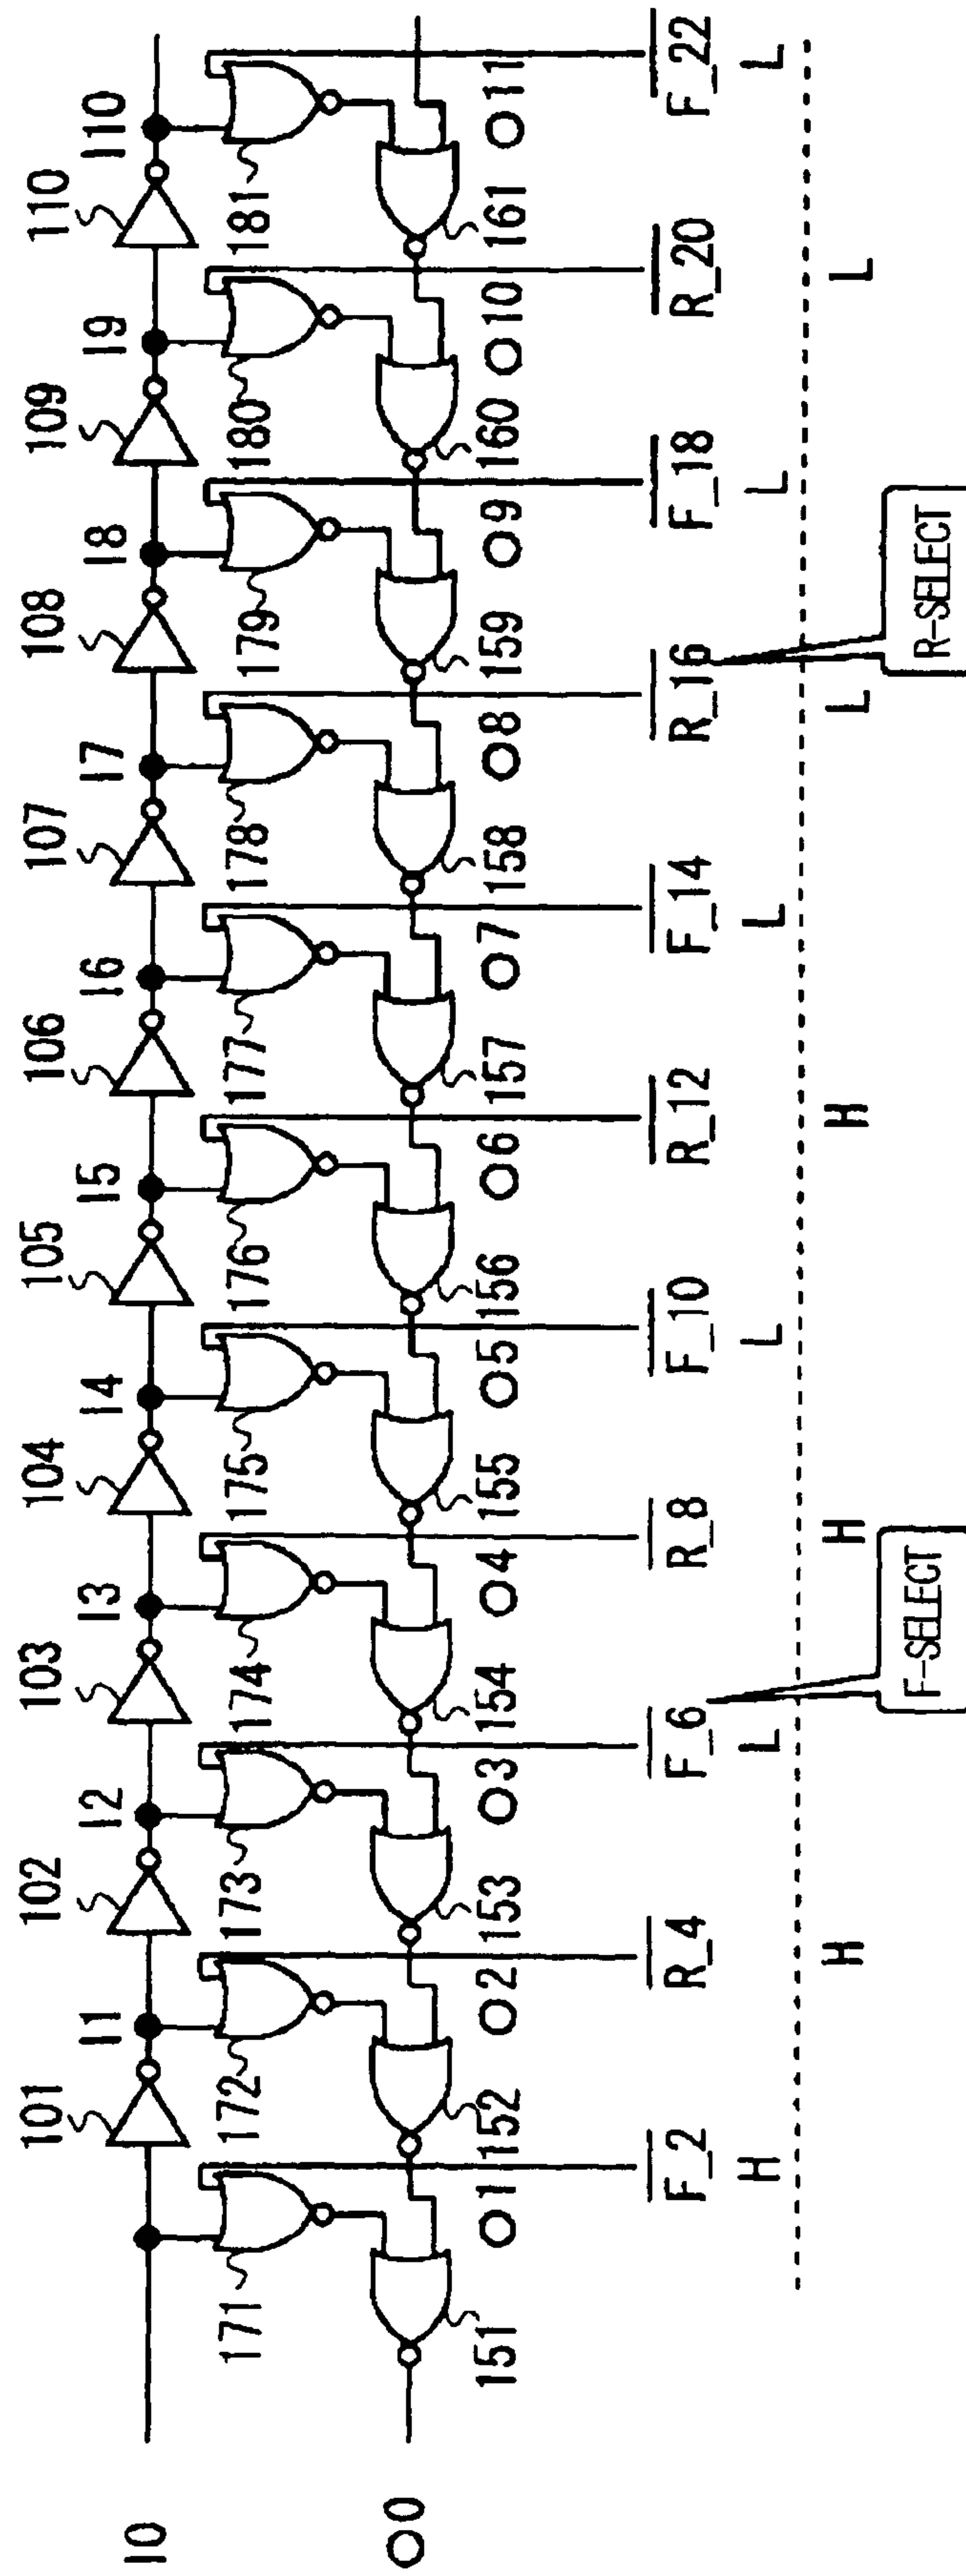 101 102 103 104 105 106 107 108 109 110
I0 I1 I2 I3 I4 I5 I6 I7 I8 I9 I10
171 172 173 174 175 176 177 178 179 180 181
151 152 153 154 155 156 157 158 159 160 161
O0 O1 O2 O3 O4 O5 O6 O7 O8 O9 O10 O11
F_2 R_4 F_6 R_8 F_10 R_12 F_14 R_16 F_18 R_20 F_22
H L L L L L
H H H L L
F-SELECT R-SELECT